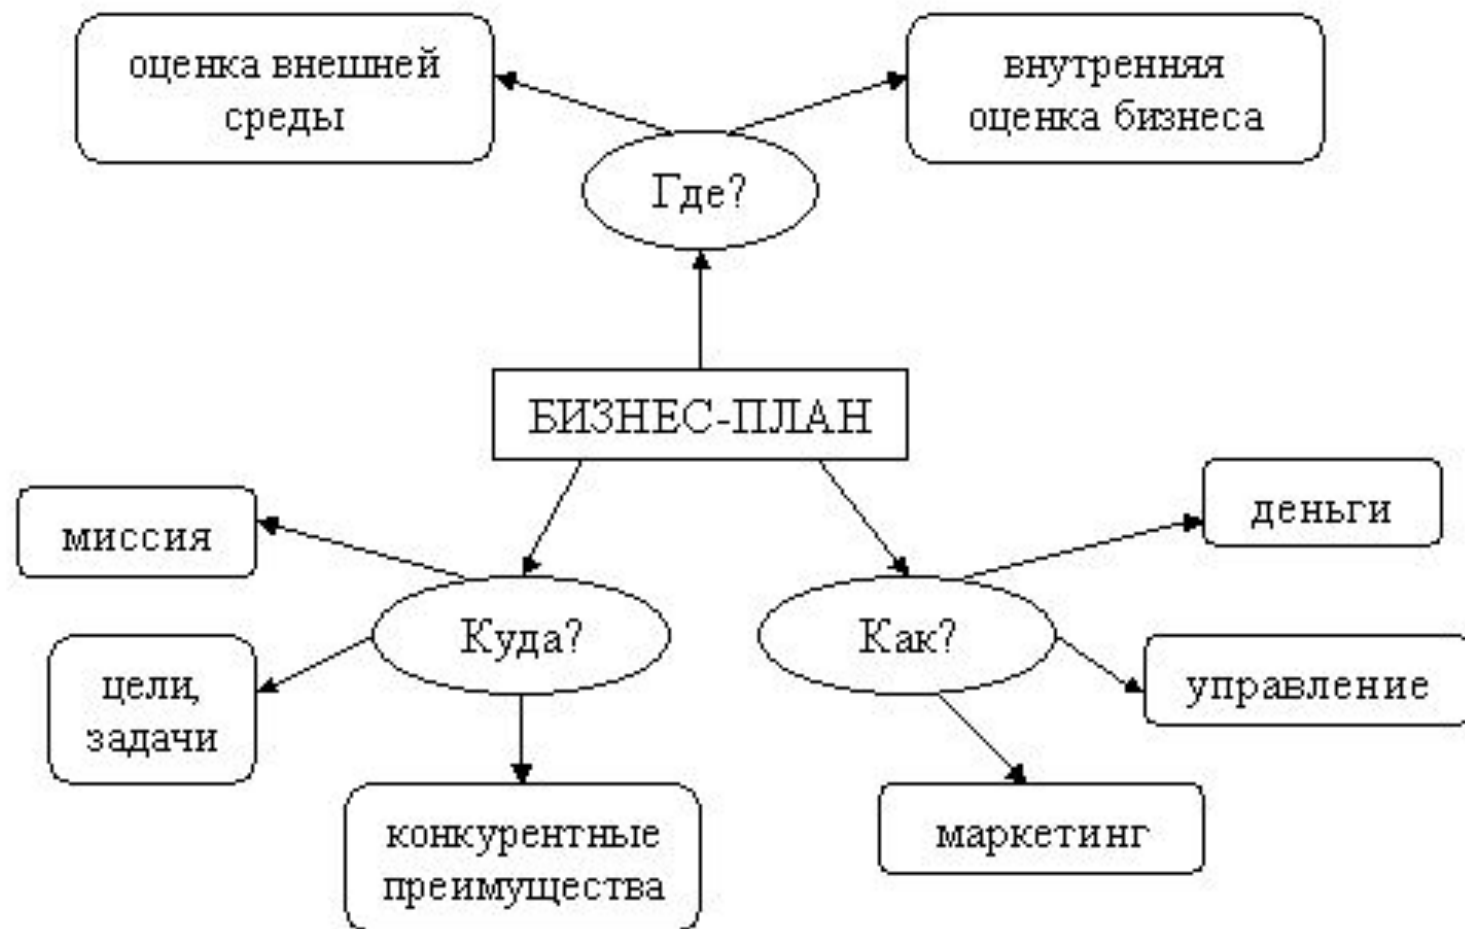 оценка внешней
среды
внутренняя
оценка бизнеса
Где?
БИЗНЕС-ПЛАН
миссия
деньги
Куда?
Как?
цели,
задачи
управление
конкурентные
преимущества
маркетинг